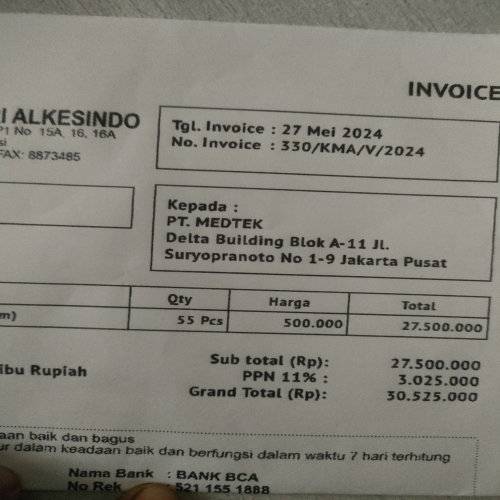 INVOICE
I ALKESINDO
P1 No 15A, 16, 16A
si
FAX: 8873485
Tgl. Invoice : 27 Mei 2024
No. Invoice : 330/KMA/V/2024
Kepada :
PT. MEDTEK
Delta Building Blok A-11 Jl.
Suryopranoto No 1-9 Jakarta Pusat
Qty Harga Total
m) 55 Pcs 500.000 27.500.000
Sub total (Rp): 27.500.000
ibu Rupiah PPN 11% : 3.025.000
Grand Total (Rp): 30.525.000
aan baik dan bagus
ur dalam keadaan baik dan berfungsi dalam waktu 7 hari terhitung
Nama Bank : BANK BCA
No Rek : 521 155 1888